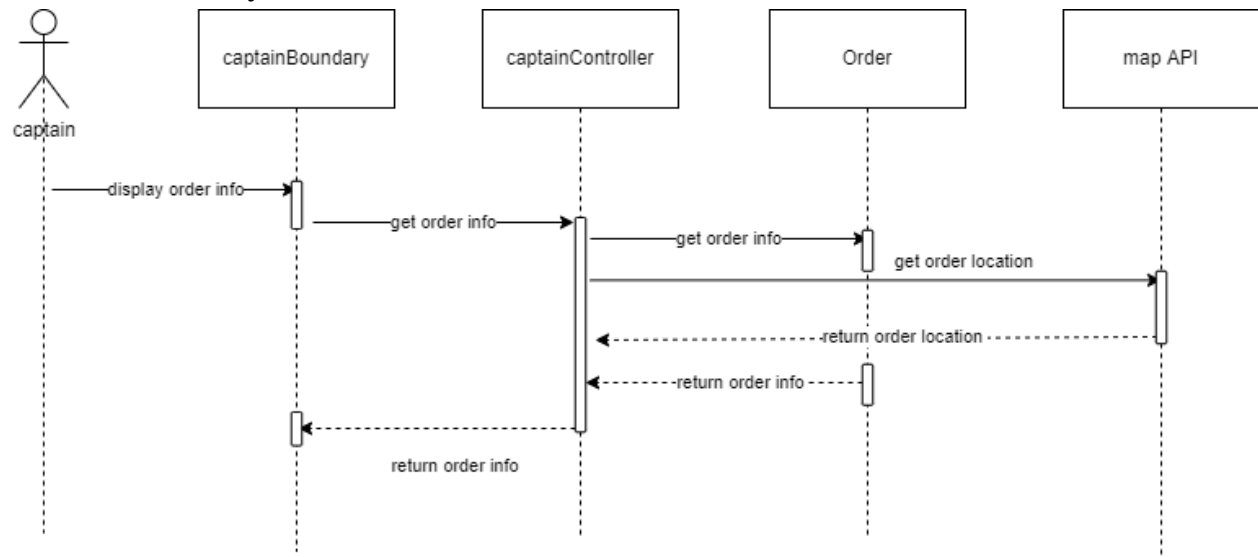 captainBoundary
captainController
Order
map API
captain
display order info
get order info
get order info
get order location
return order location
return order info
return order info